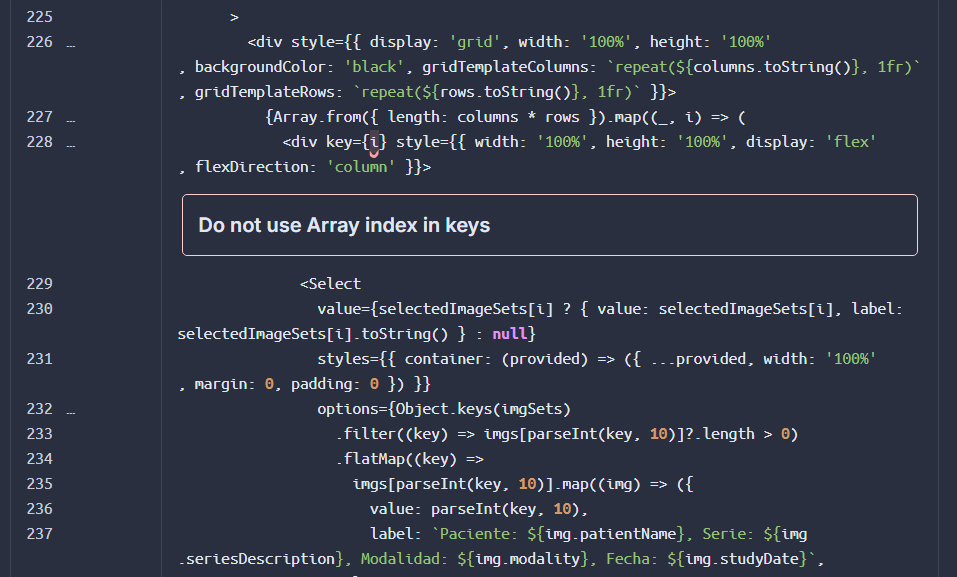 225 >
226 … <div style={{ display: 'grid', width: '100%', height: '100%'
, backgroundColor: 'black', gridTemplateColumns: `repeat(${columns.toString()}, 1fr)`
, gridTemplateRows: `repeat(${rows.toString()}, 1fr)` }}>
227 … {Array.from({ length: columns * rows }).map((_, i) => (
228 … <div key={i} style={{ width: '100%', height: '100%', display: 'flex'
, flexDirection: 'column' }}>
Do not use Array index in keys
229 <Select
230 value={selectedImageSets[i] ? { value: selectedImageSets[i], label:
selectedImageSets[i].toString() } : null}
231 styles={{ container: (provided) => ({ ...provided, width: '100%'
, margin: 0, padding: 0 }) }}
232 … options={Object.keys(imgSets)
233 .filter((key) => imgs[parseInt(key, 10)]?.length > 0)
234 .flatMap((key) =>
235 imgs[parseInt(key, 10)].map((img) => ({
236 value: parseInt(key, 10),
237 label: `Paciente: ${img.patientName}, Serie: ${img
.seriesDescription}, Modalidad: ${img.modality}, Fecha: ${img.studyDate}`,